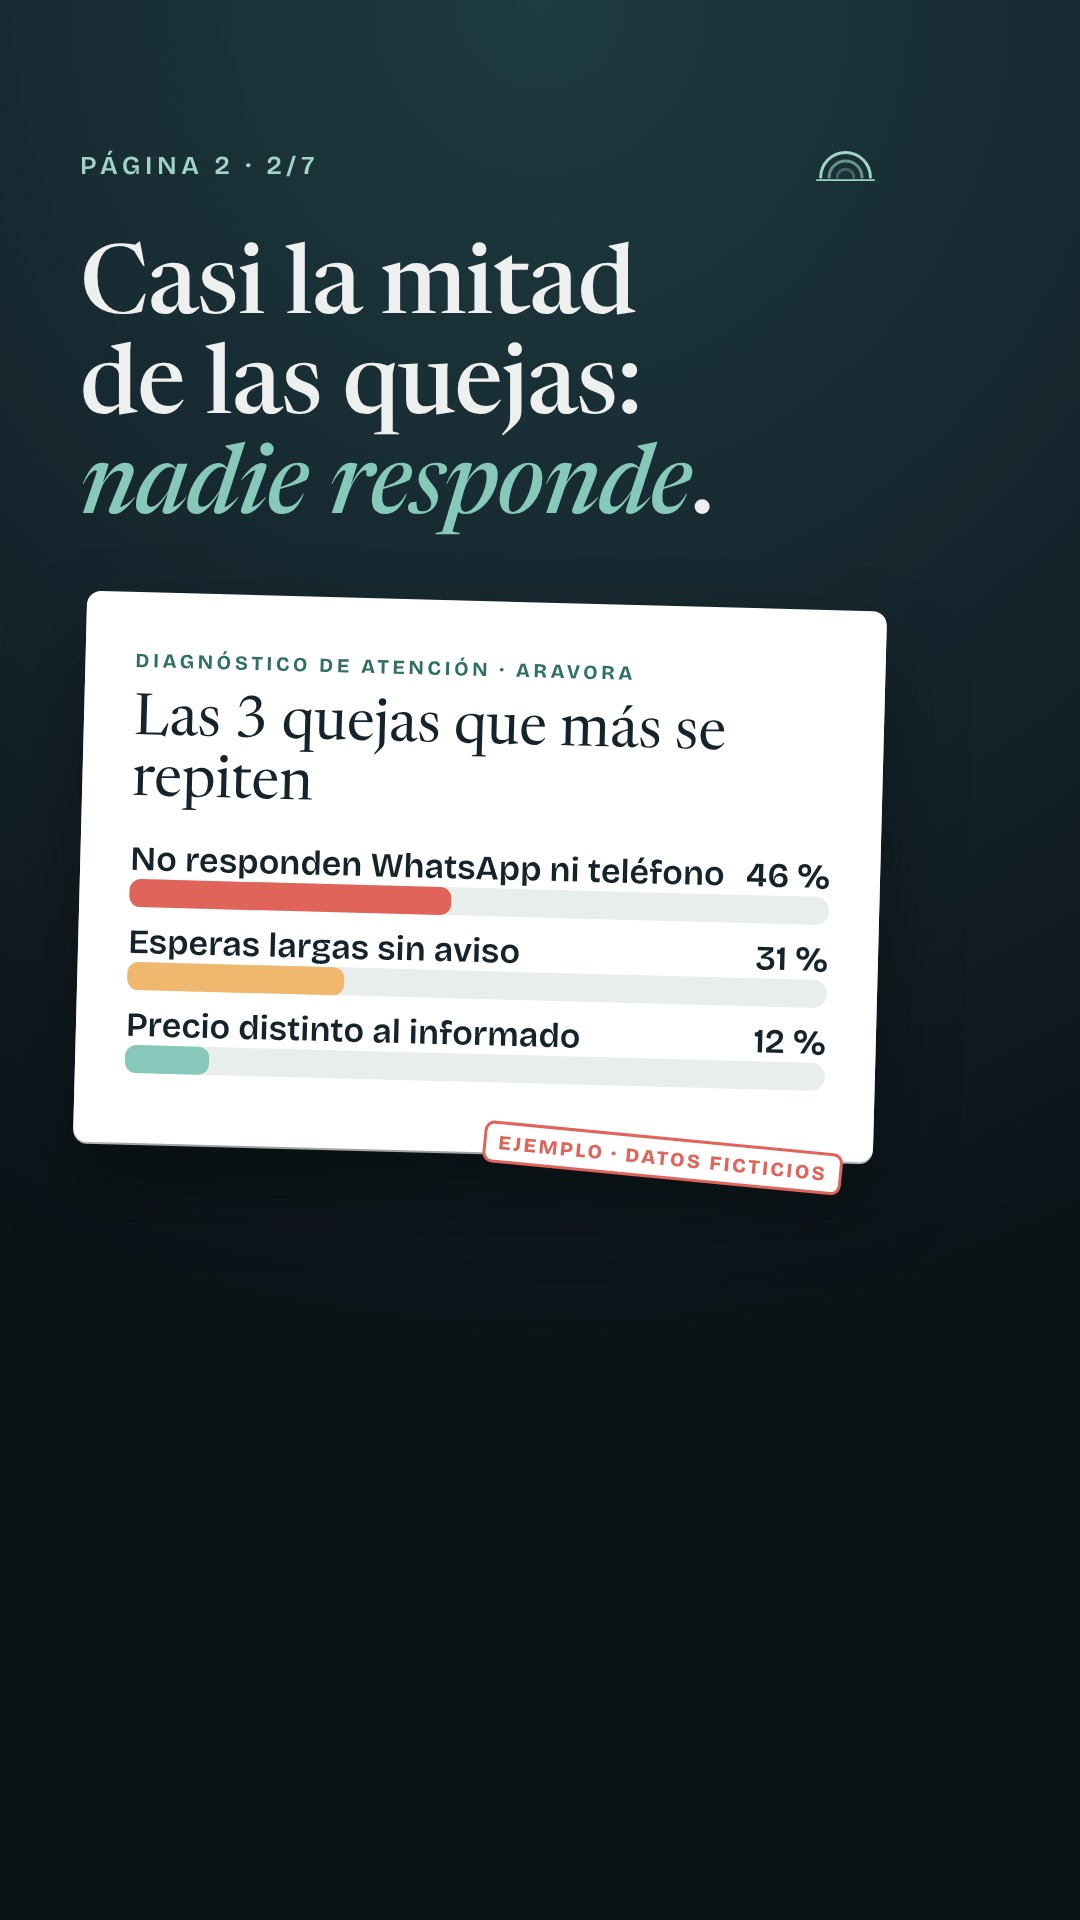 PÁGINA 2 · 2/7
Casi la mitad
de las quejas:
nadie responde.
DIAGNÓSTICO DE ATENCIÓN · ARAVORA
Las 3 quejas que más se
repiten
No responden WhatsApp ni teléfono 46 %
Esperas largas sin aviso 31 %
Precio distinto al informado 12 %
EJEMPLO · DATOS FICTICIOS